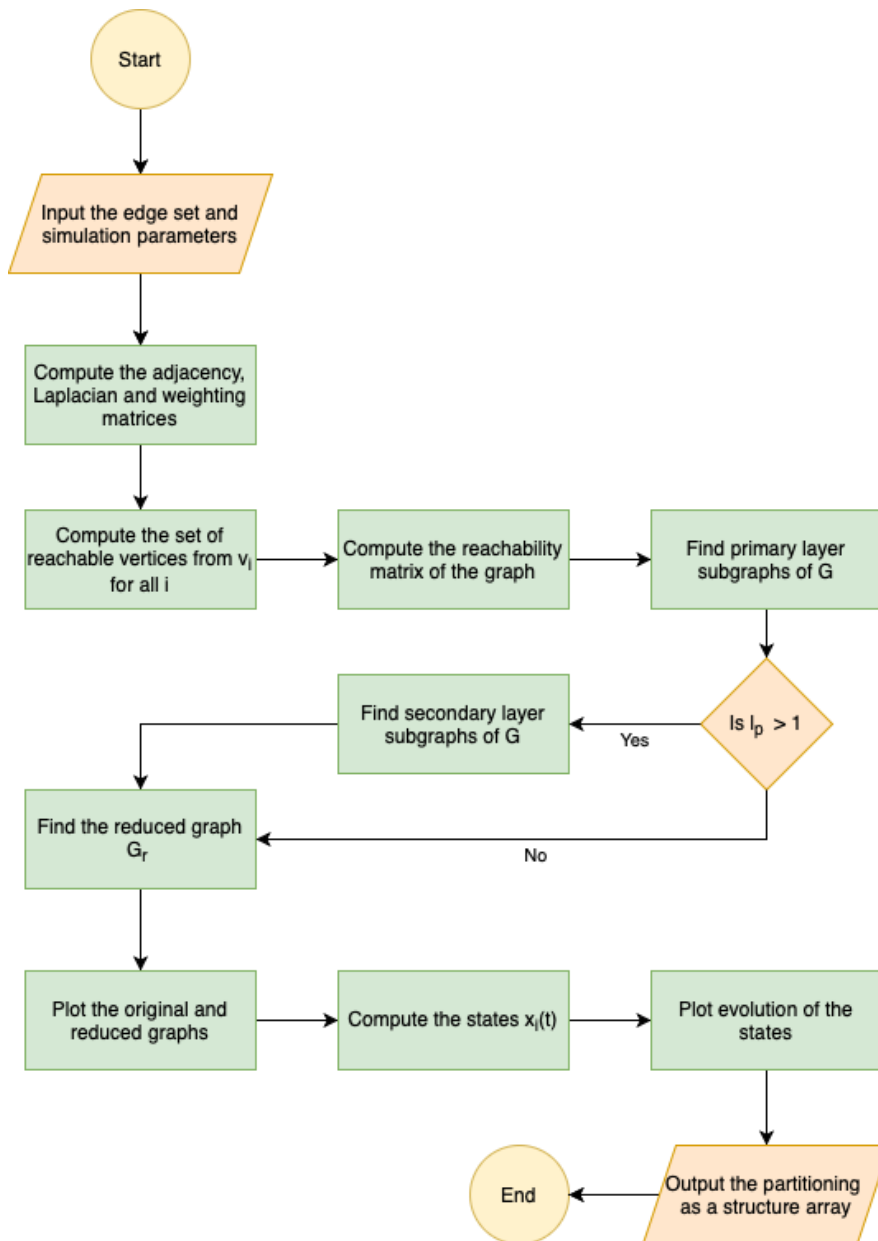 Start
Input the edge set and
simulation parameters
Compute the adjacency,
Laplacian and weighting
matrices
Compute the set of
reachable vertices from vᵢ
for all i
Compute the reachability
matrix of the graph
Find primary layer
subgraphs of G
Is lₚ > 1
Yes
Find secondary layer
subgraphs of G
No
Find the reduced graph
Gᵣ
Plot the original and
reduced graphs
Compute the states xᵢ(t)
Plot evolution of the
states
Output the partitioning
as a structure array
End